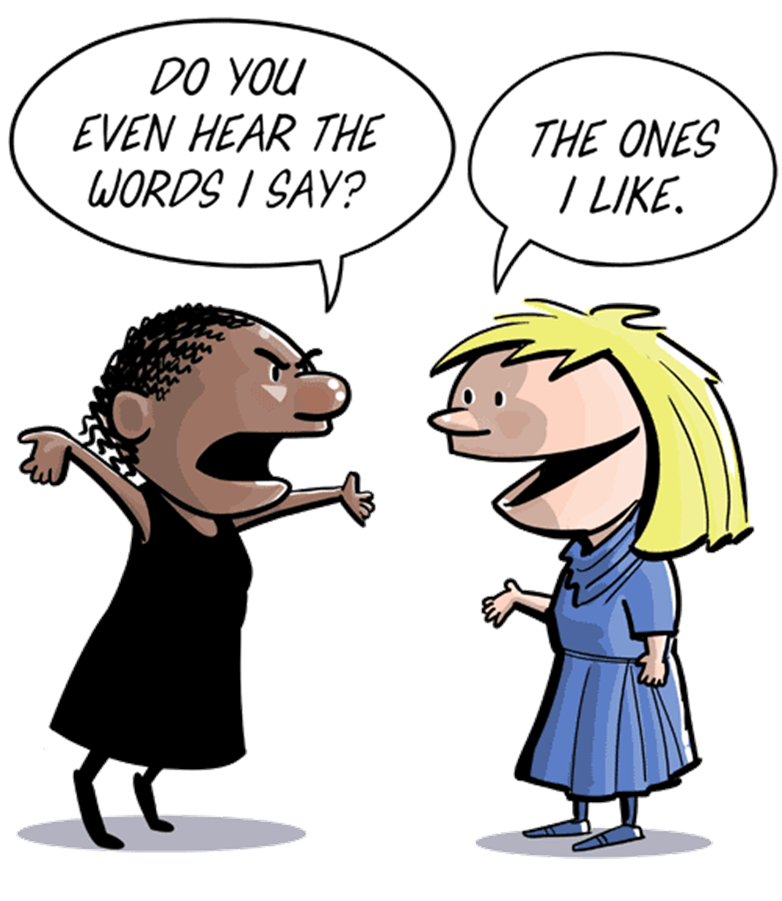 DO YOU
EVEN HEAR THE
WORDS I SAY?
THE ONES
I LIKE.